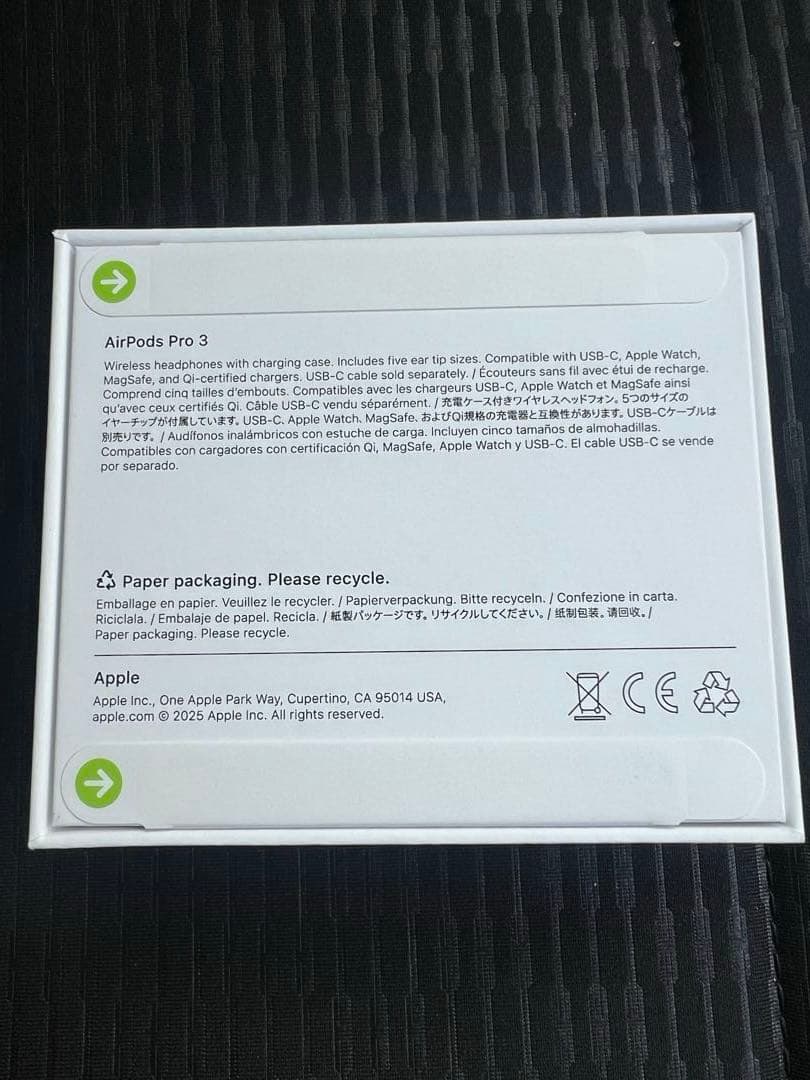 AirPods Pro 3
Wireless headphones with charging case. Includes five ear tip sizes. Compatible with USB-C, Apple Watch,
MagSafe, and Qi-certified chargers. USB-C cable sold separately. / Écouteurs sans fil avec étui de recharge.
Comprend cinq tailles d'embouts. Compatibles avec les chargeurs USB-C, Apple Watch et MagSafe ainsi
qu'avec ceux certifiés Qi. Câble USB-C vendu séparément. / 充電ケース付きワイヤレスヘッドフォン。5つのサイズの
イヤーチップが付属しています。USB-C、Apple Watch、MagSafe、およびQi規格の充電器と互換性があります。USB-Cケーブルは
別売りです。/ Audífonos inalámbricos con estuche de carga. Incluyen cinco tamaños de almohadillas.
Compatibles con cargadores con certificación Qi, MagSafe, Apple Watch y USB-C. El cable USB-C se vende
por separado.
Paper packaging. Please recycle.
Emballage en papier. Veuillez le recycler. / Papierverpackung. Bitte recyceln. / Confezione in carta.
Riciclala. / Embalaje de papel. Recicla. / 紙製パッケージです。リサイクルしてください。/ 纸制包装。请回收。/
Paper packaging. Please recycle.
Apple
Apple Inc., One Apple Park Way, Cupertino, CA 95014 USA,
apple.com © 2025 Apple Inc. All rights reserved.
CE